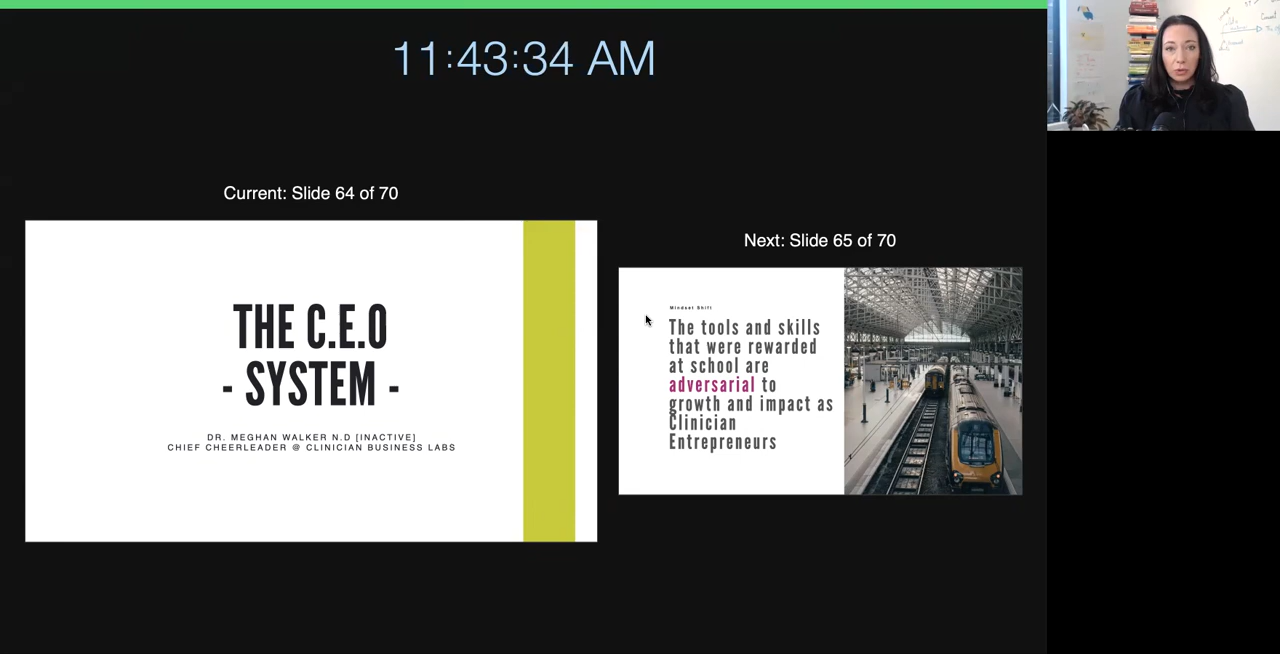 11:43:34 AM
Current: Slide 64 of 70
THE C.E.O
- SYSTEM -
DR. MEGHAN WALKER N.D [INACTIVE]
CHIEF CHEERLEADER @ CLINICIAN BUSINESS LABS
Next: Slide 65 of 70
Mindset Shift
The tools and skills
that were rewarded
at school are
adversarial to
growth and impact as
Clinician
Entrepreneurs